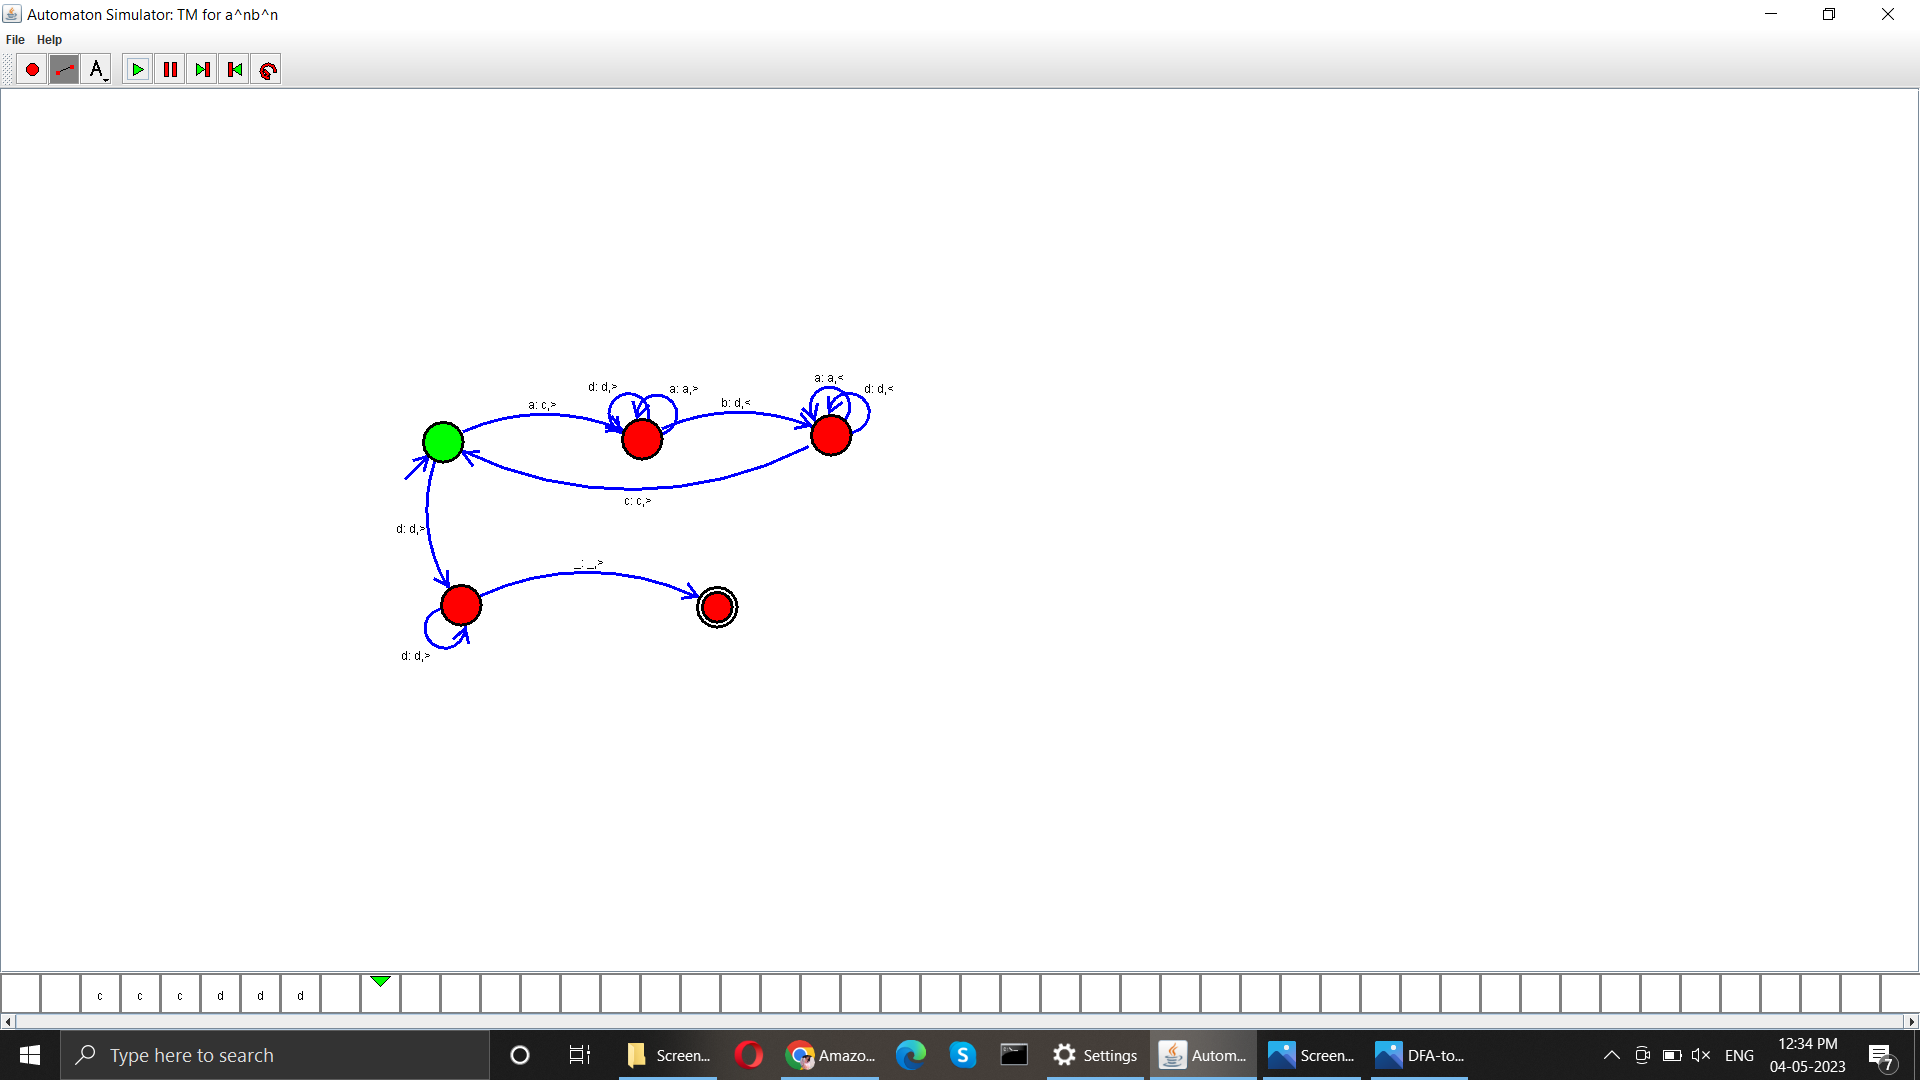 Automaton Simulator: TM for a^nb^n
File Help
A
a: a,<
d: d,> a: a,> d: d,<
a: c,> b: d,<
c: c,>
d: d,>
_: _,>
d: d,>
c c c d d d
Type here to search
Screen... Amazo... Settings Autom... Screen... DFA-to... ENG
12:34 PM
04-05-2023
7